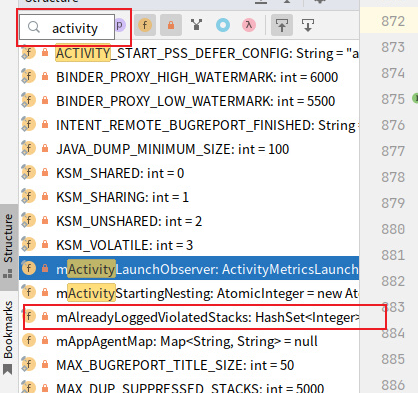 Structure
activity
ACTIVITY_START_PSS_DEFER_CONFIG: String = "a
BINDER_PROXY_HIGH_WATERMARK: int = 6000
BINDER_PROXY_LOW_WATERMARK: int = 5500
INTENT_REMOTE_BUGREPORT_FINISHED: String =
JAVA_DUMP_MINIMUM_SIZE: int = 100
KSM_SHARED: int = 0
KSM_SHARING: int = 1
KSM_UNSHARED: int = 2
KSM_VOLATILE: int = 3
mActivityLaunchObserver: ActivityMetricsLaunch
mActivityStartingNesting: AtomicInteger = new Ato
mAlreadyLoggedViolatedStacks: HashSet<Integer>
mAppAgentMap: Map<String, String> = null
MAX_BUGREPORT_TITLE_SIZE: int = 50
MAX_DUP_SUPPRESSED_STACKS: int = 5000
Structure
Bookmarks
872
873
874
875
876
877
878
879
880
881
882
883
884
885
886